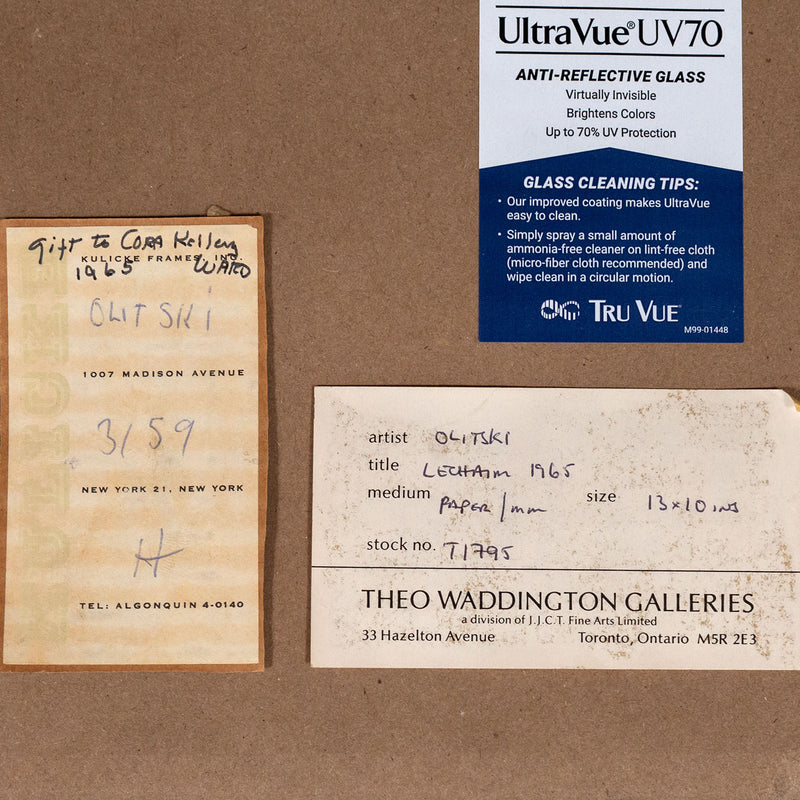 UltraVue® UV70
ANTI-REFLECTIVE GLASS
Virtually Invisible
Brightens Colors
Up to 70% UV Protection
GLASS CLEANING TIPS:
• Our improved coating makes UltraVue
easy to clean.
• Simply spray a small amount of
ammonia-free cleaner on lint-free cloth
(micro-fiber cloth recommended) and
wipe clean in a circular motion.
TRU VUE
M99-01448
gift to CORA Kelley
WARD
1965
KULICKE FRAMES, INC.
OLITSKI
1007 MADISON AVENUE
3/59
NEW YORK 21, NEW YORK
H
TEL: ALGONQUIN 4-0140
KULICKE
artist OLITSKI
title LECHAIM 1965
medium PAPER/mm size 13x10 INS
stock no. T1795
THEO WADDINGTON GALLERIES
a division of J.J.C.T. Fine Arts Limited
33 Hazelton Avenue Toronto, Ontario M5R 2E3